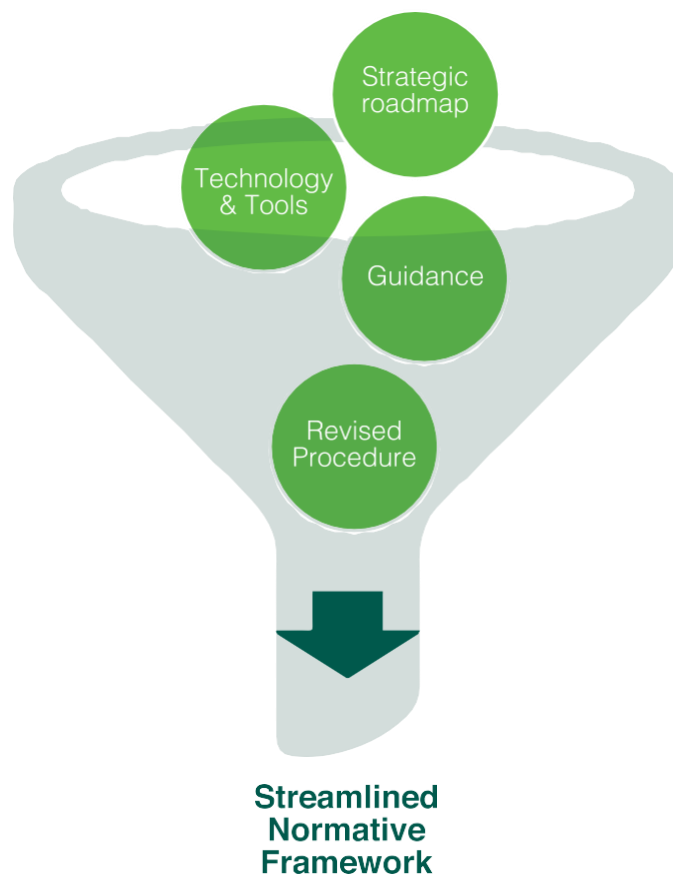 Strategic
roadmap
Technology
& Tools
Guidance
Revised
Procedure
Streamlined
Normative
Framework